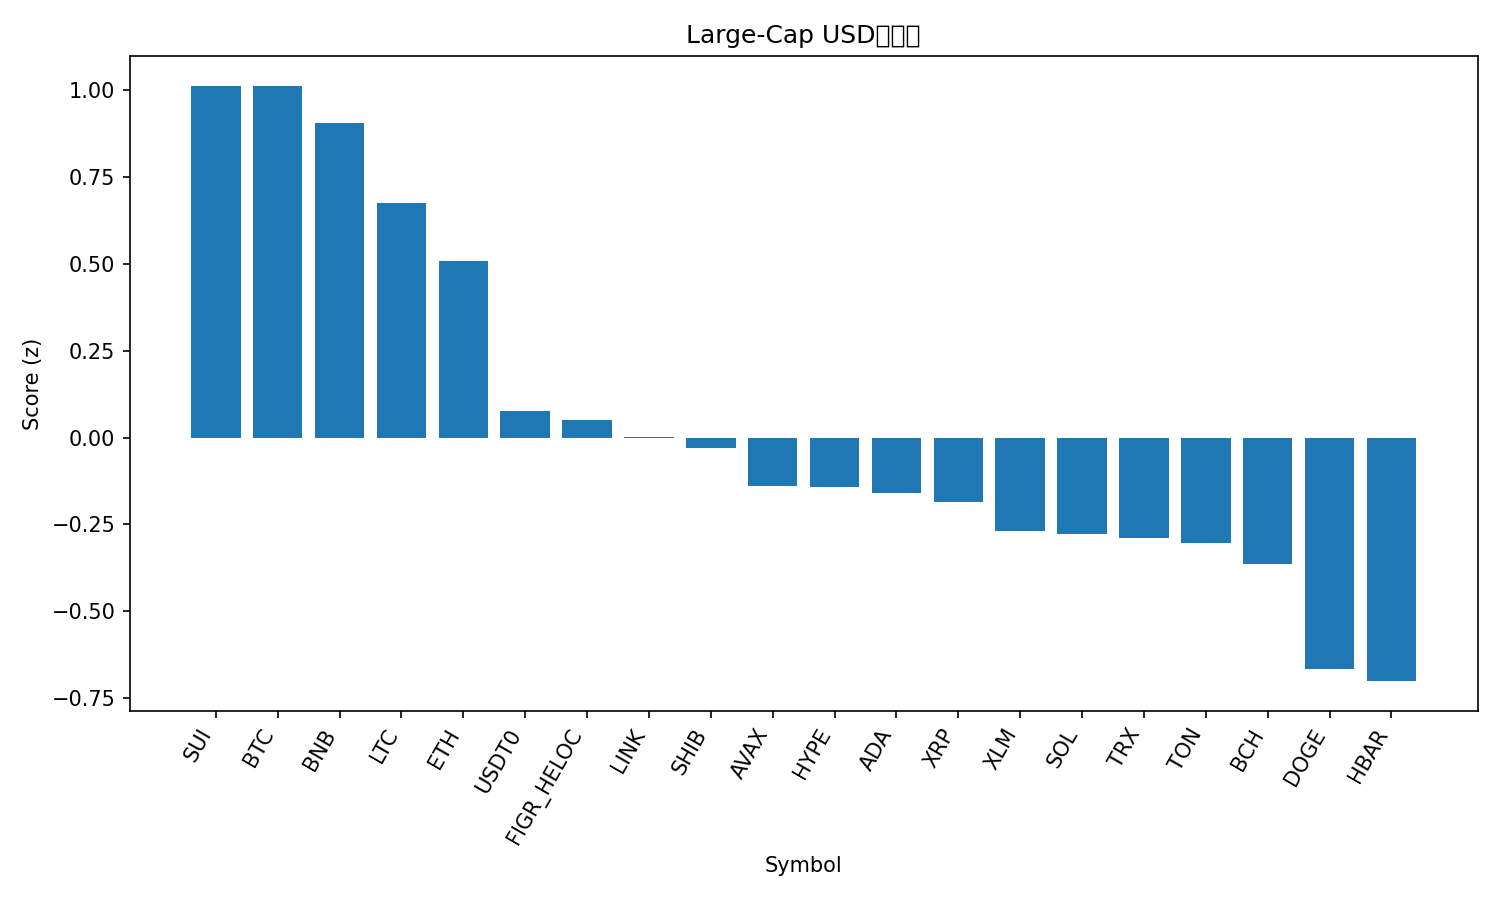 Large-Cap USD
1.00
0.75
0.50
0.25
0.00
−0.25
−0.50
−0.75
Score (z)
SUI
BTC
BNB
LTC
ETH
USDT0
FIGR_HELOC
LINK
SHIB
AVAX
HYPE
ADA
XRP
XLM
SOL
TRX
TON
BCH
DOGE
HBAR
Symbol